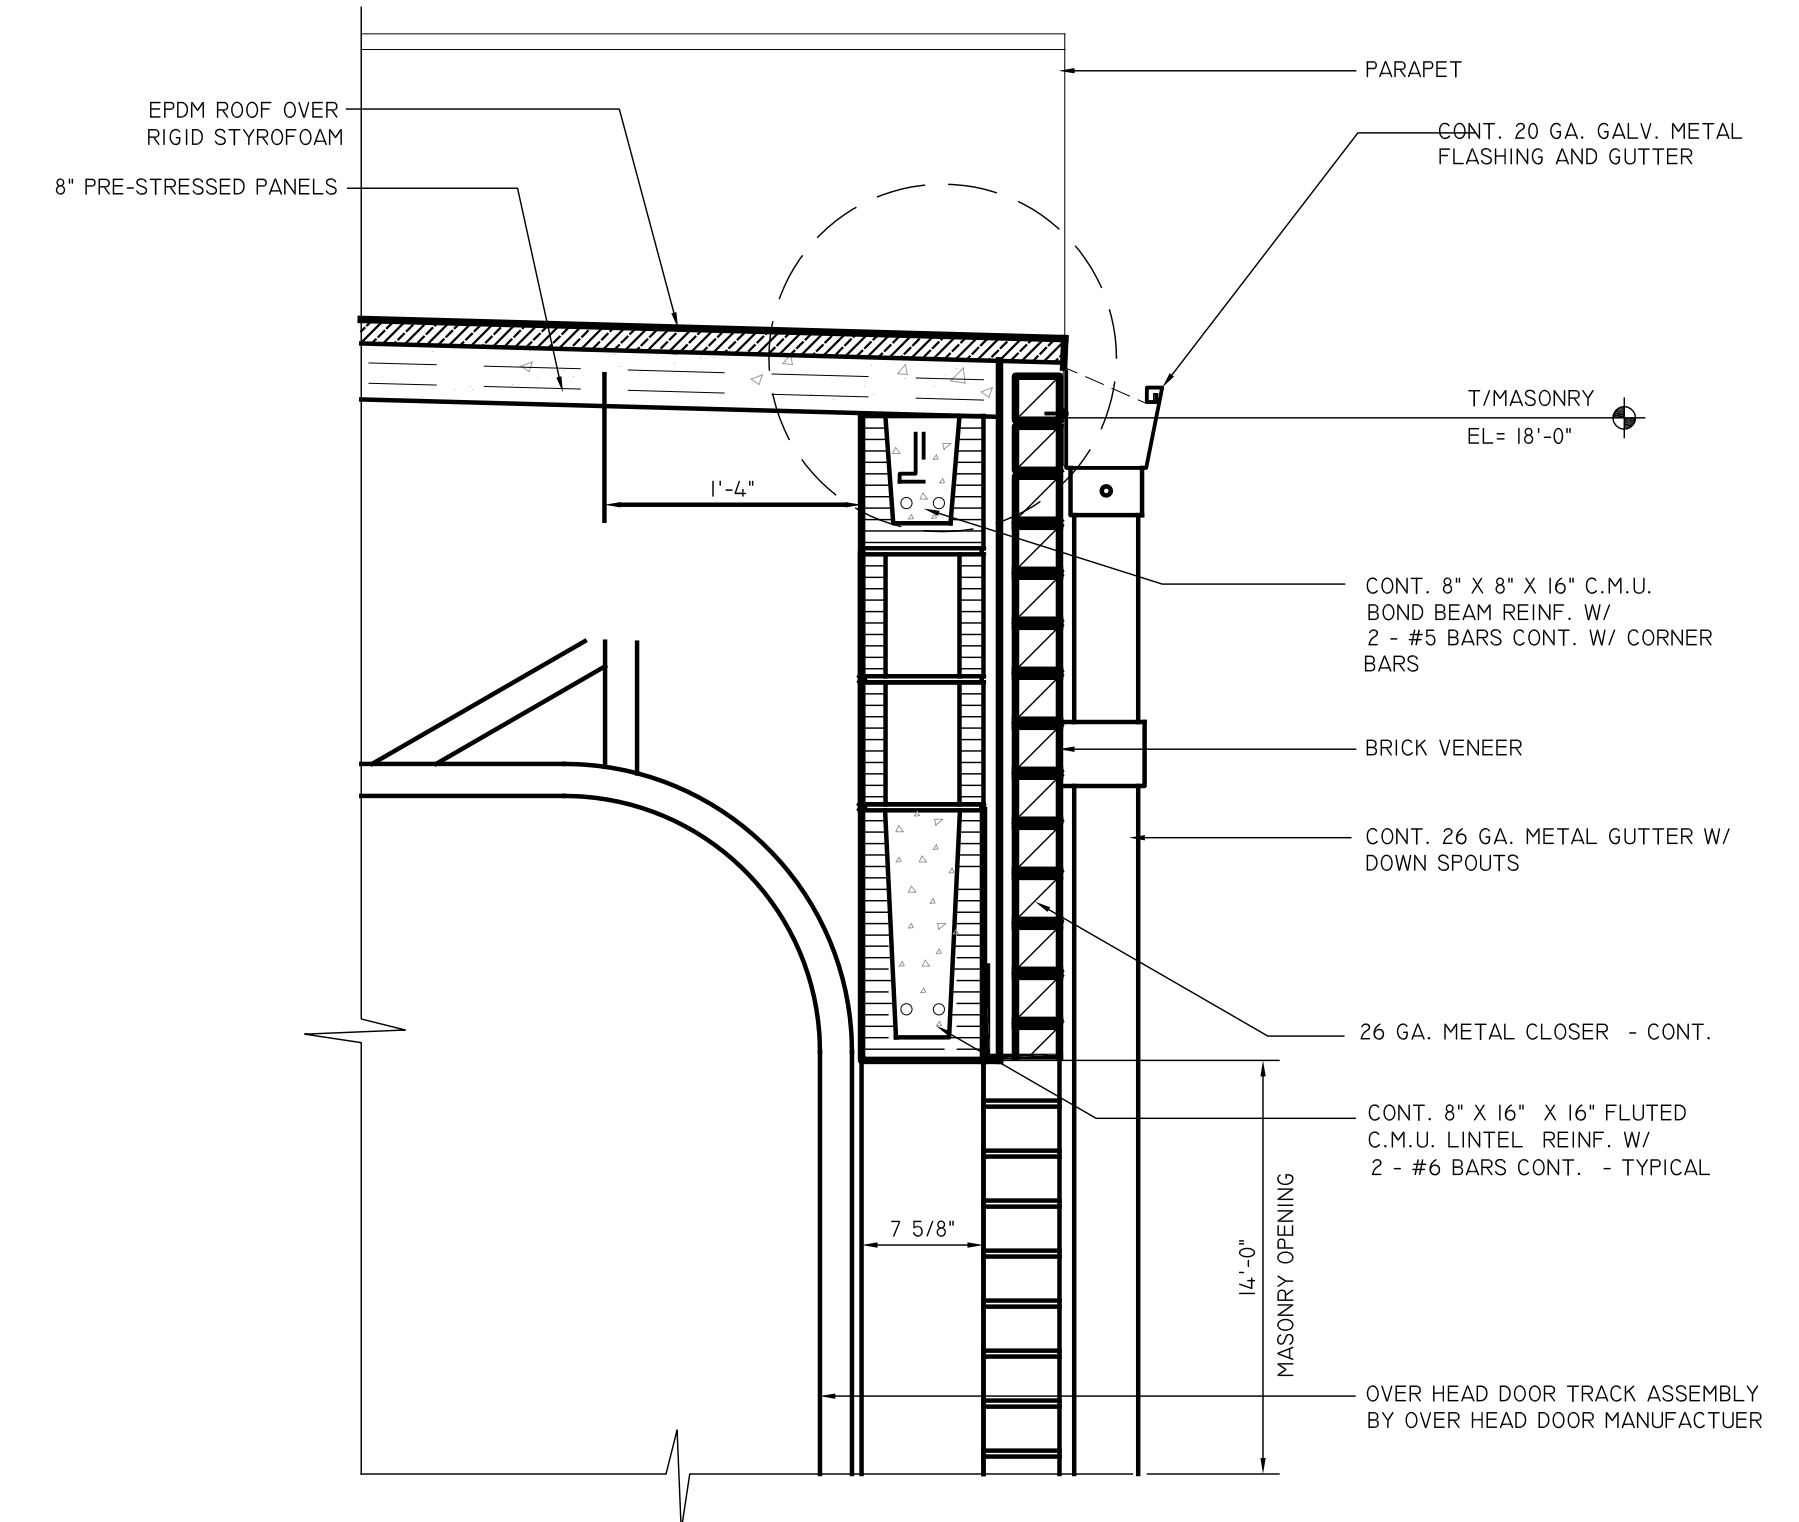 PARAPET
EPDM ROOF OVER
RIGID STYROFOAM
CONT. 20 GA. GALV. METAL
FLASHING AND GUTTER
8" PRE-STRESSED PANELS
T/MASONRY
EL= 18'-0"
1'-4"
CONT. 8" X 8" X 16" C.M.U.
BOND BEAM REINF. W/
2 - #5 BARS CONT. W/ CORNER
BARS
BRICK VENEER
CONT. 26 GA. METAL GUTTER W/
DOWN SPOUTS
26 GA. METAL CLOSER - CONT.
CONT. 8" X 16" X 16" FLUTED
C.M.U. LINTEL REINF. W/
2 - #6 BARS CONT. - TYPICAL
7 5/8"
14'-0"
MASONRY OPENING
OVER HEAD DOOR TRACK ASSEMBLY
BY OVER HEAD DOOR MANUFACTUER